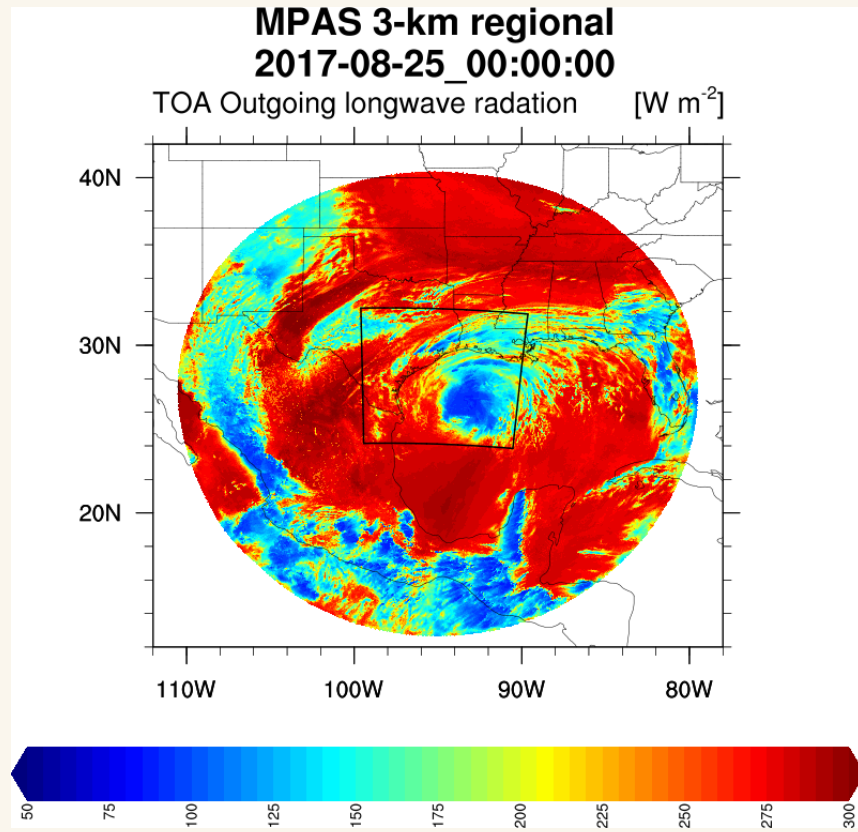 MPAS 3-km regional
2017-08-25_00:00:00
TOA Outgoing longwave radation [W m⁻²]
40N
30N
20N
110W 100W 90W 80W
50 75 100 125 150 175 200 225 250 275 300